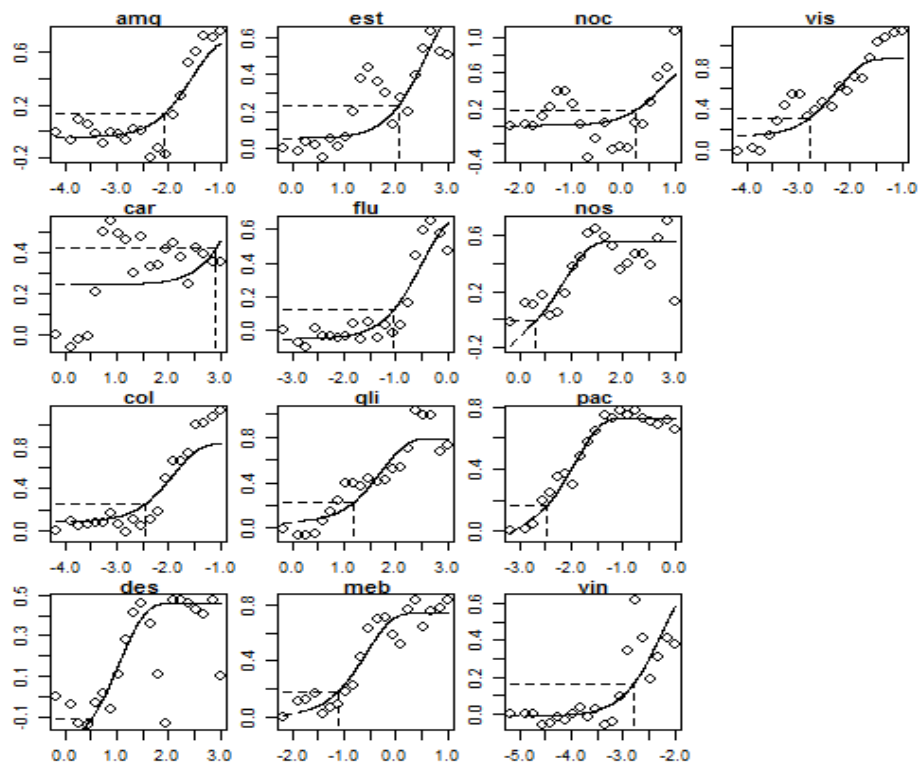 amq est noc vis
0.6 0.6 1.0 0.8
0.2 0.4 0.6 0.4
-0.2 0.2 0.2 0.0
0.0 -0.4
-4.0 -3.0 -2.0 -1.0 0.0 1.0 2.0 3.0 -2.0 -1.0 0.0 1.0 -4.0 -3.0 -2.0 -1.0
car flu nos
0.4 0.6 0.6
0.2 0.4 0.2
0.0 0.2 -0.2
0.0
0.0 1.0 2.0 3.0 -3.0 -2.0 -1.0 0.0 0.0 1.0 2.0 3.0
col qli pac
0.8 0.8 0.8
0.4 0.4 0.4
0.0 0.0 0.0
-4.0 -3.0 -2.0 -1.0 0.0 1.0 2.0 3.0 -3.0 -2.0 -1.0 0.0
des meb vin
0.5 0.8 0.6
0.3 0.4 0.4
0.1 0.0 0.2
-0.1 0.0
0.0 1.0 2.0 3.0 -2.0 -1.0 0.0 1.0 -5.0 -4.0 -3.0 -2.0